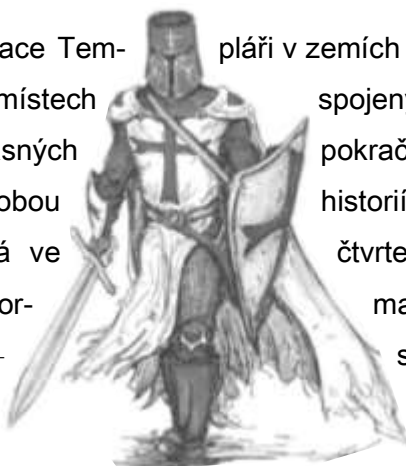 ace Tem- pláři v zemích
místech spojeny
sných pokrač
obou historií
á ve čtvrte
or- ma
– s